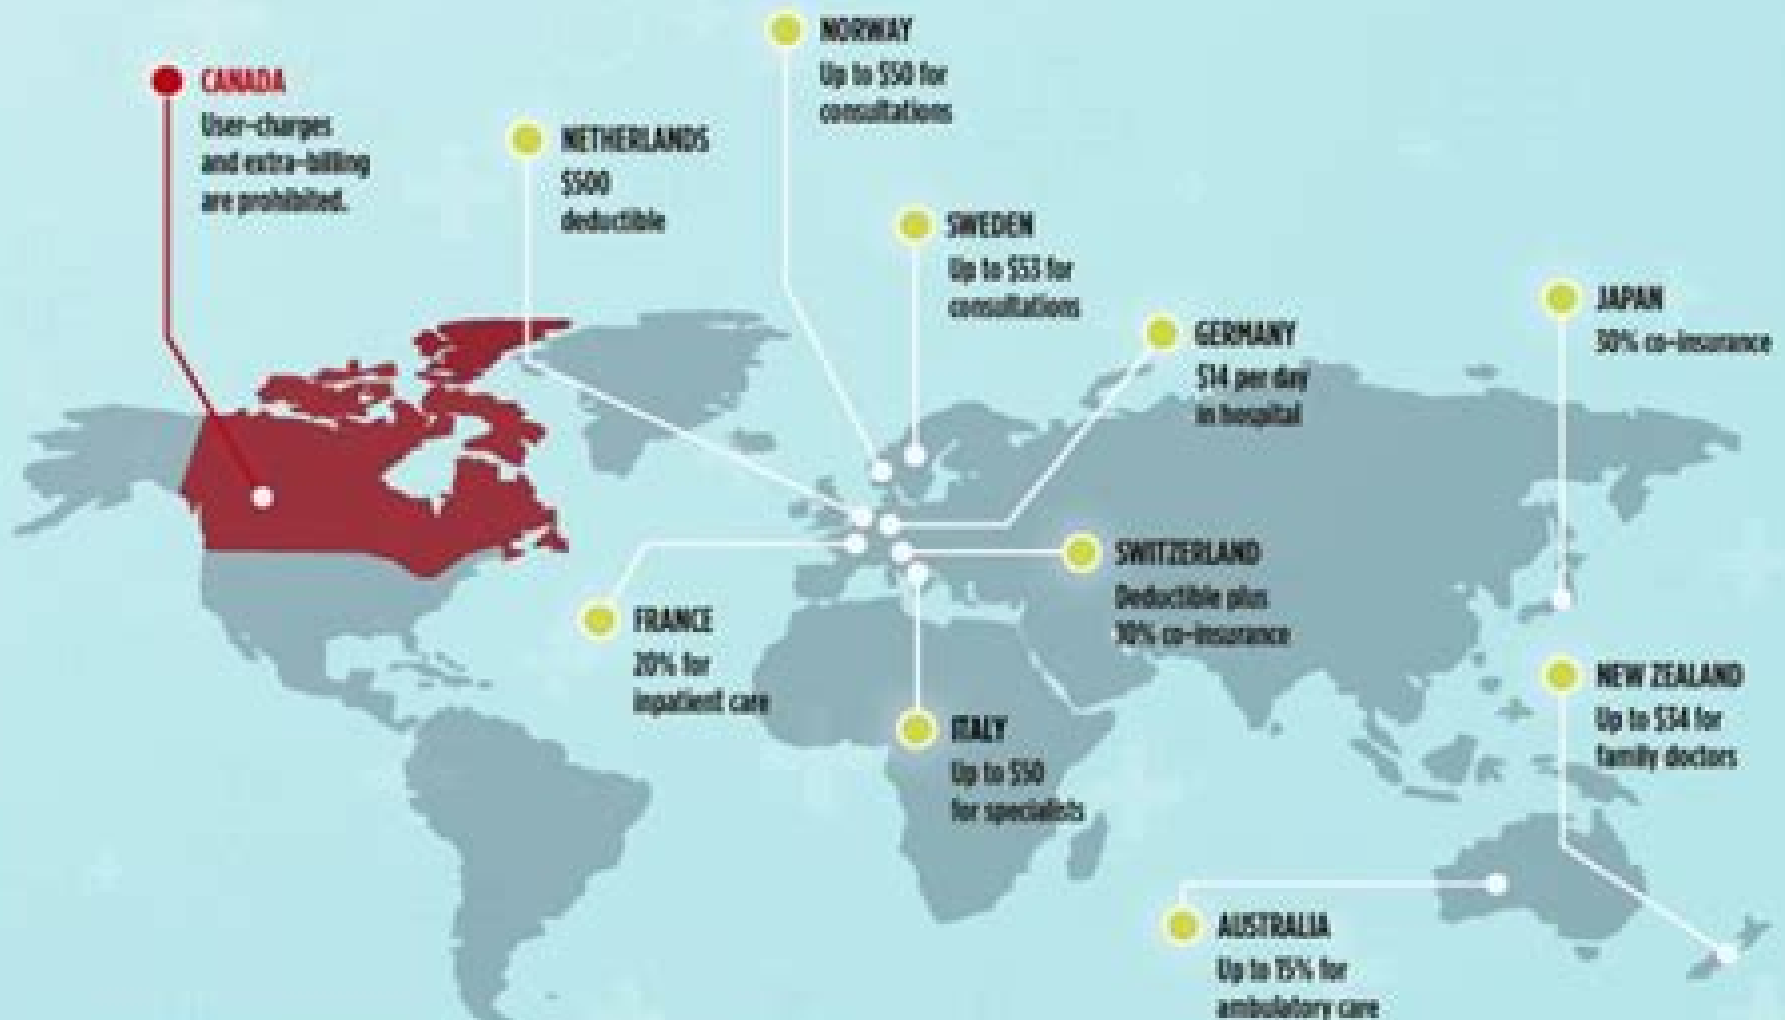 NORWAY
Up to $50 for
consultations
CANADA
User-charges
and extra-billing
are prohibited.
NETHERLANDS
$500
deductible
SWEDEN
Up to $53 for
consultations
JAPAN
30% co-insurance
GERMANY
$14 per day
in hospital
SWITZERLAND
Deductible plus
10% co-insurance
FRANCE
20% for
inpatient care
NEW ZEALAND
Up to $34 for
family doctors
ITALY
Up to $50
for specialists
AUSTRALIA
Up to 15% for
ambulatory care